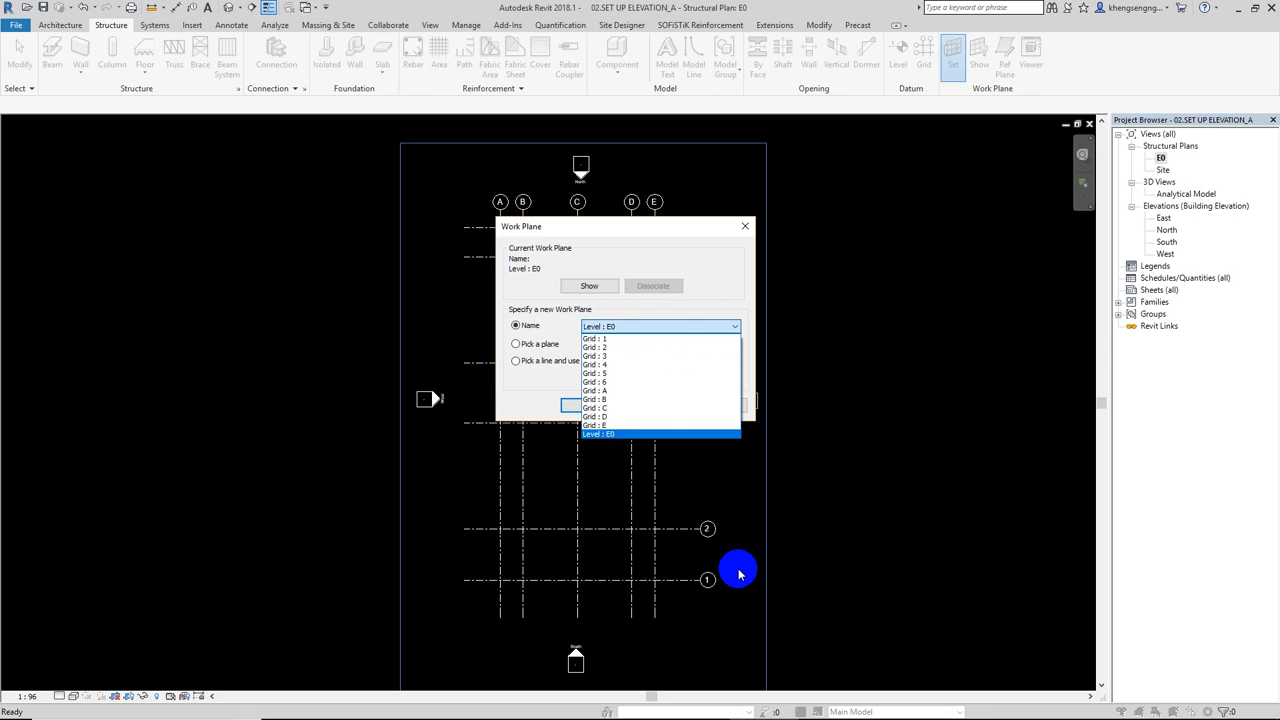 Autodesk Revit 2018.1 - 02.SET UP ELEVATION_A - Structural Plan: E0
Type a keyword or phrase
khengsengng...
File Architecture Structure Systems Insert Annotate Analyze Massing & Site Collaborate View Manage Add-Ins Quantification Site Designer SOFiSTiK Reinforcement Extensions Modify Precast
Modify Beam Wall Column Floor Truss Brace Beam System Connection Isolated Wall Slab Rebar Area Path Fabric Area Fabric Sheet Cover Rebar Coupler Component Model Text Model Line Model Group By Face Shaft Wall Vertical Dormer Level Grid Set Show Ref Plane Viewer
Select Structure Connection Foundation Reinforcement Model Opening Datum Work Plane
Project Browser - 02.SET UP ELEVATION_A
Views (all)
Structural Plans
E0
Site
3D Views
Analytical Model
Elevations (Building Elevation)
East
North
South
West
Legends
Schedules/Quantities (all)
Sheets (all)
Families
Groups
Revit Links
North
A B C D E
Work Plane
Current Work Plane
Name:
Level : E0
Show Dissociate
Specify a new Work Plane
Name Level : E0
Pick a plane
Pick a line and use
Grid : 1
Grid : 2
Grid : 3
Grid : 4
Grid : 5
Grid : 6
Grid : A
Grid : B
Grid : C
Grid : D
Grid : E
Level : E0
2
1
South
1 : 96
Ready
:0
Main Model
:0